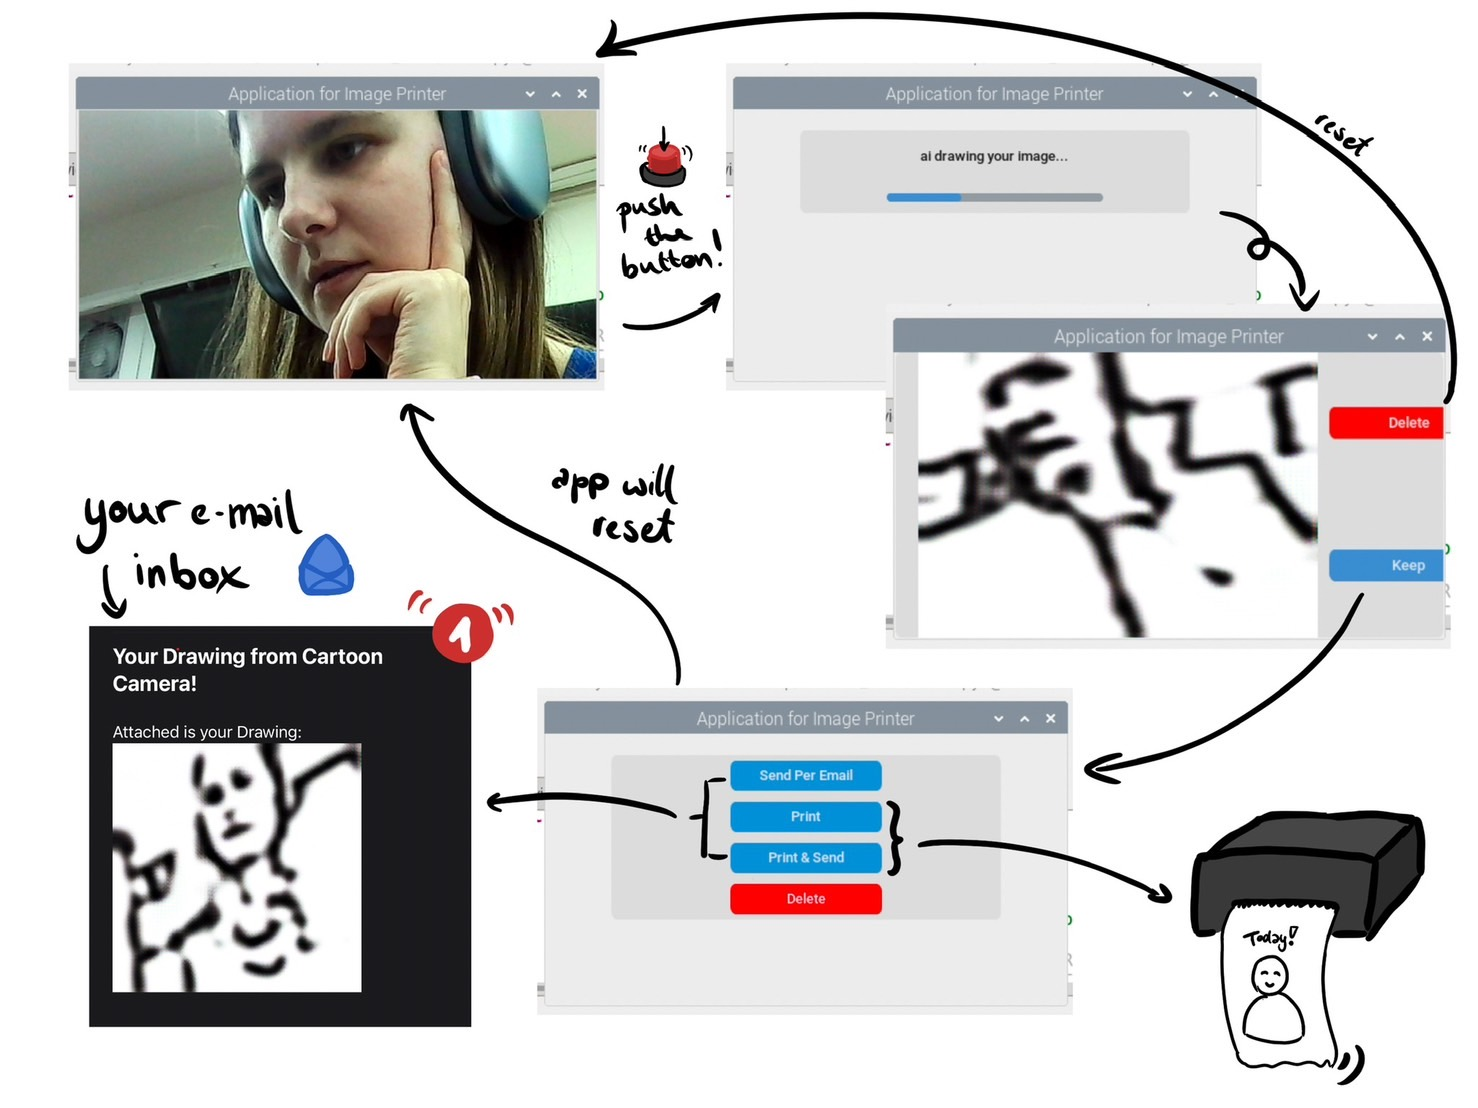 Application for Image Printer
push
the
button!
Application for Image Printer
ai drawing your image...
reset
Application for Image Printer
Delete
Keep
app will
reset
your e-mail
inbox
1
Your Drawing from Cartoon
Camera!
Attached is your Drawing:
Application for Image Printer
Send Per Email
Print
Print & Send
Delete
Today!